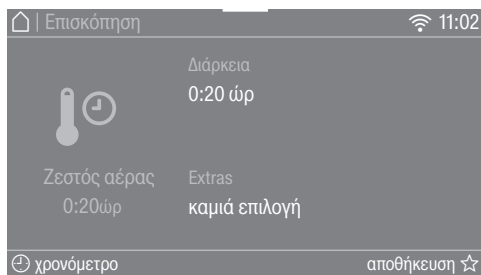 | Επισκόπηση 11:02
Διάρκεια
0:20 ώρ
Ζεστός αέρας
0:20ώρ
Extras
καμιά επιλογή
χρονόμετρο αποθήκευση